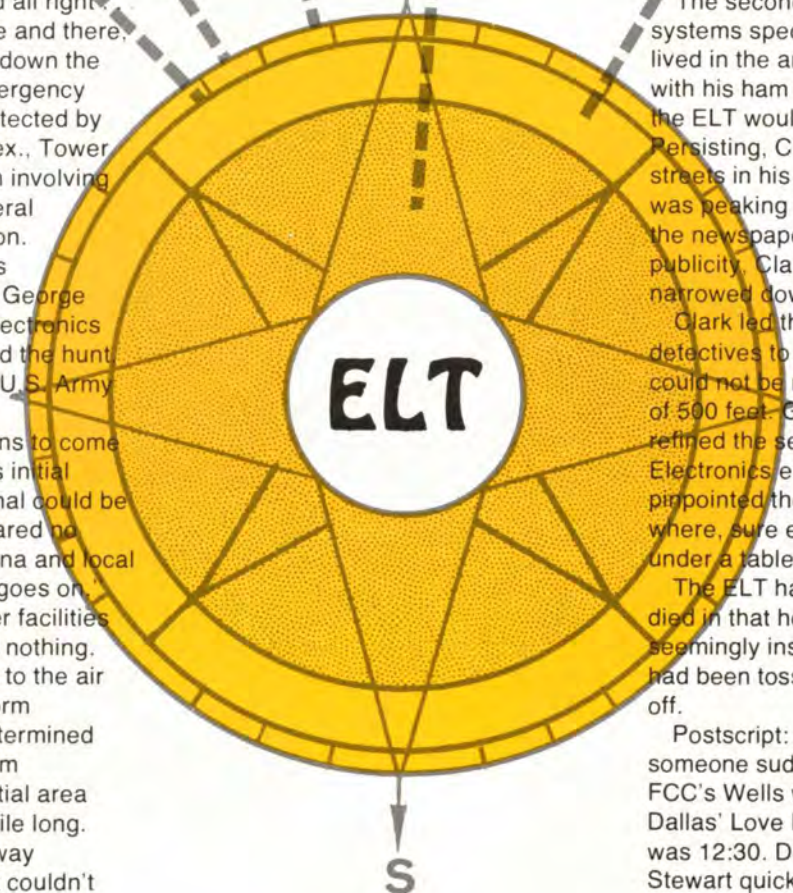 d all right
e and there,
down the
ergency
tected by
ex., Tower
n involving
eral
on.
s
George
ectronics
d the hunt,
U.S. Army
ns to come
s initial
nal could be
ared no
na and local
goes on,
er facilities
nothing.
to the air
orm
termined
m
tial area
ile long.
way
couldn't
ELT
S
The second
systems spec
lived in the ar
with his ham
the ELT woul
Persisting, C
streets in his
was peaking
the newspape
publicity, Cla
narrowed dow
Clark led th
detectives to
could not be
of 500 feet. G
refined the se
Electronics e
pinpointed the
where, sure e
under a table
The ELT ha
died in that ho
seemingly ins
had been toss
off.
Postscript:
someone sud
FCC's Wells w
Dallas' Love
was 12:30. D
Stewart quick